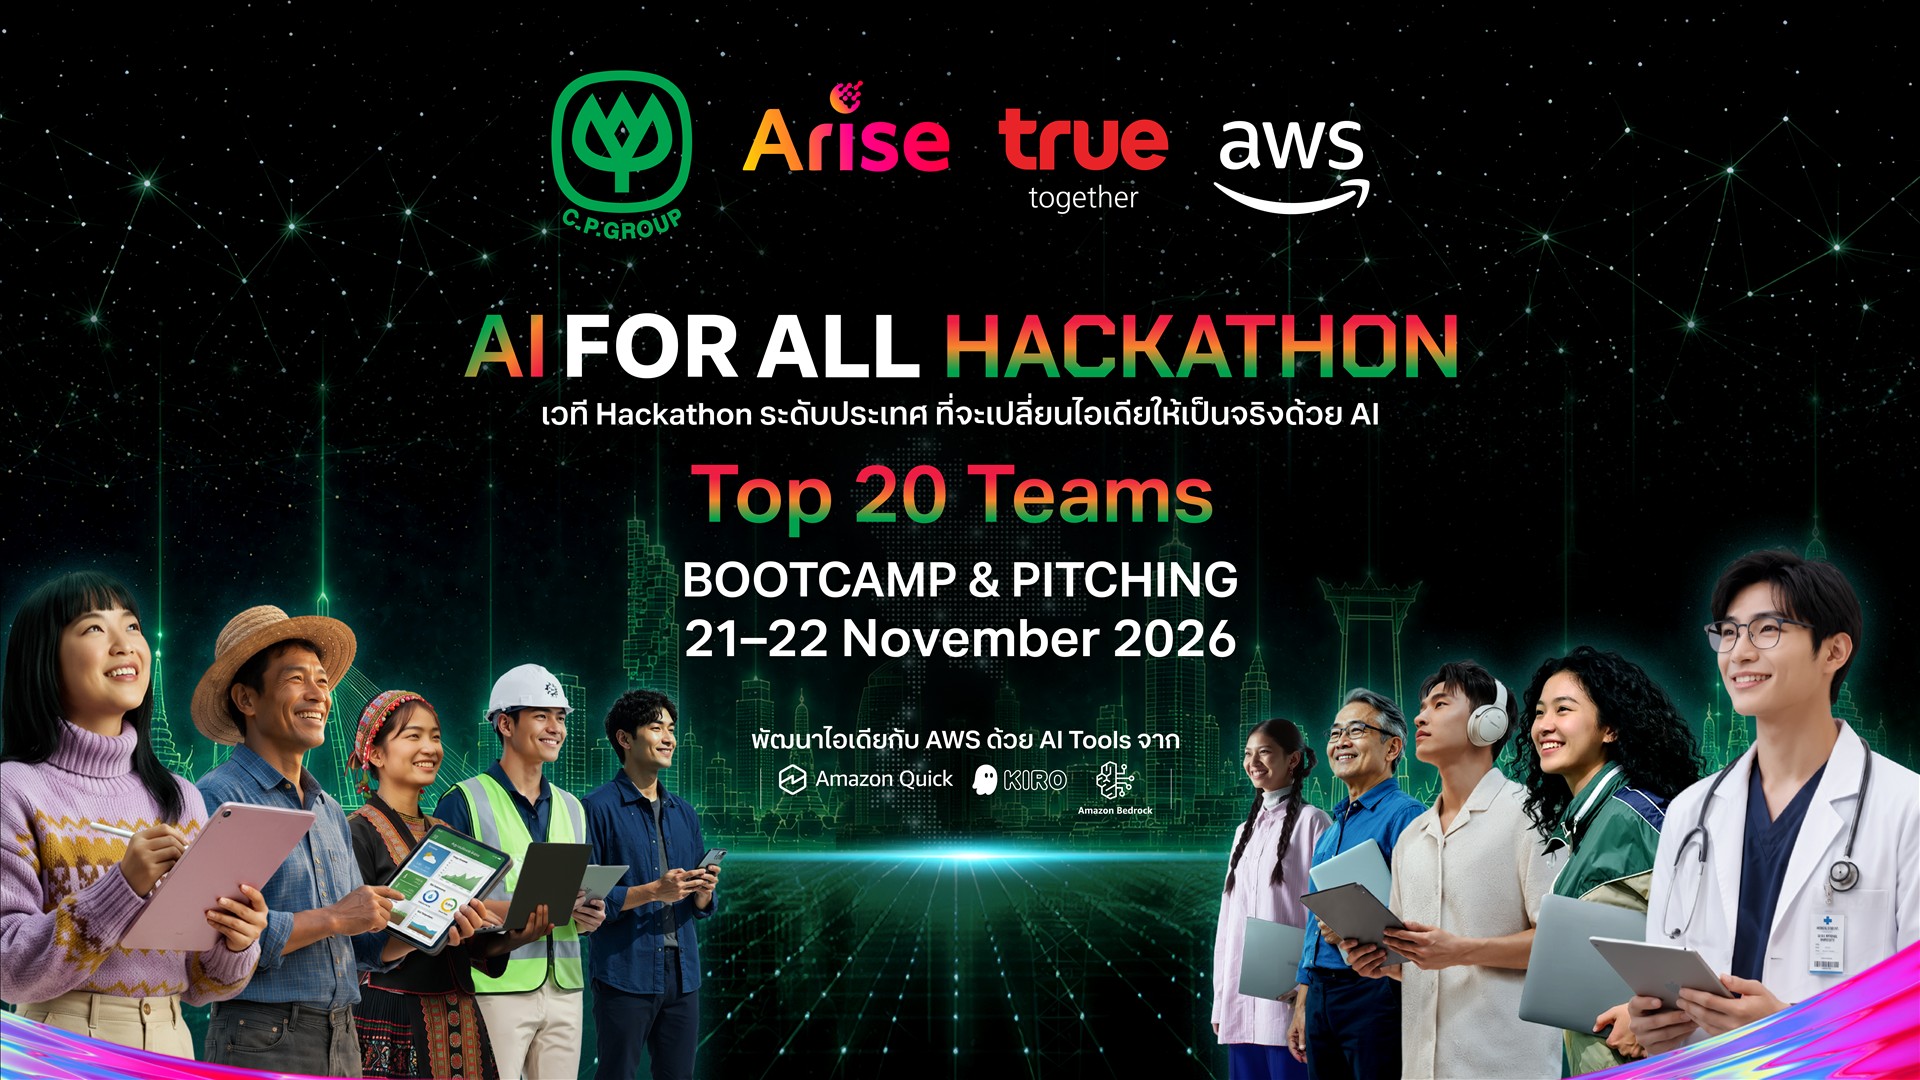 C.P.GROUP
Arise
true
together
aws
AI FOR ALL HACKATHON
เวที Hackathon ระดับประเทศ ที่จะเปลี่ยนไอเดียให้เป็นจริงด้วย AI
Top 20 Teams
BOOTCAMP & PITCHING
21–22 November 2026
พัฒนาไอเดียกับ AWS ด้วย AI Tools จาก
Amazon Quick
KIRO
Amazon Bedrock